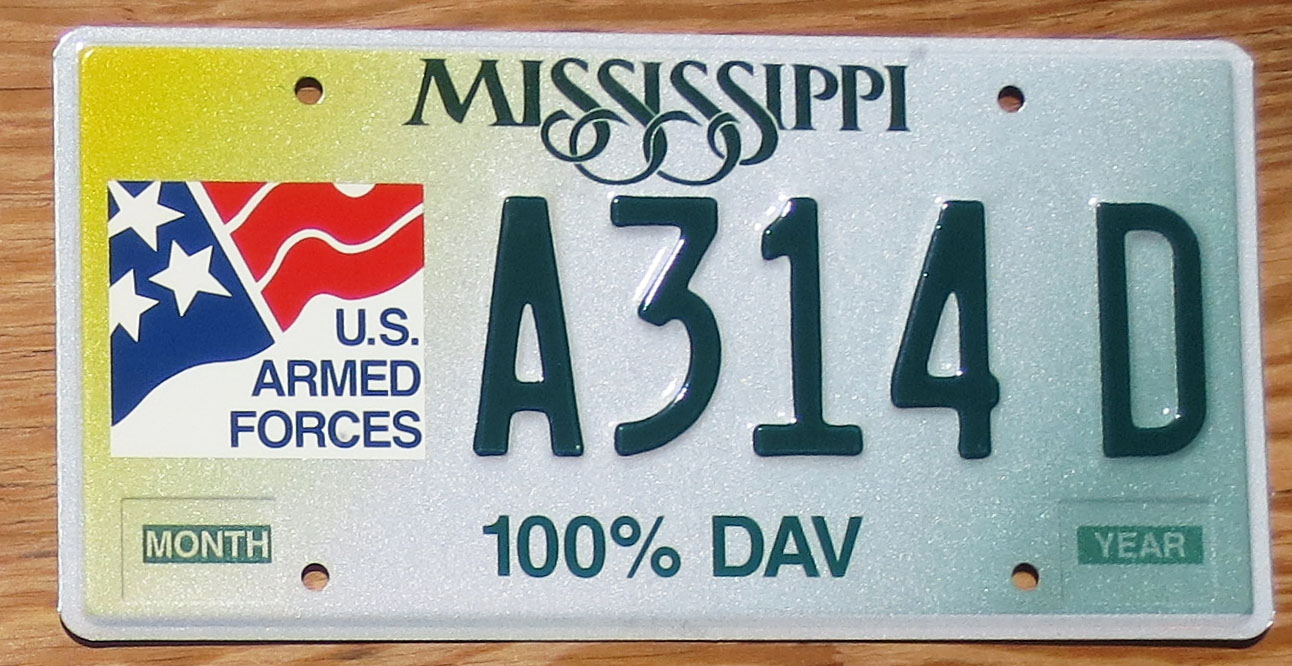 MISSISSIPPI
U.S.
ARMED
FORCES
A314 D
MONTH
100% DAV
YEAR